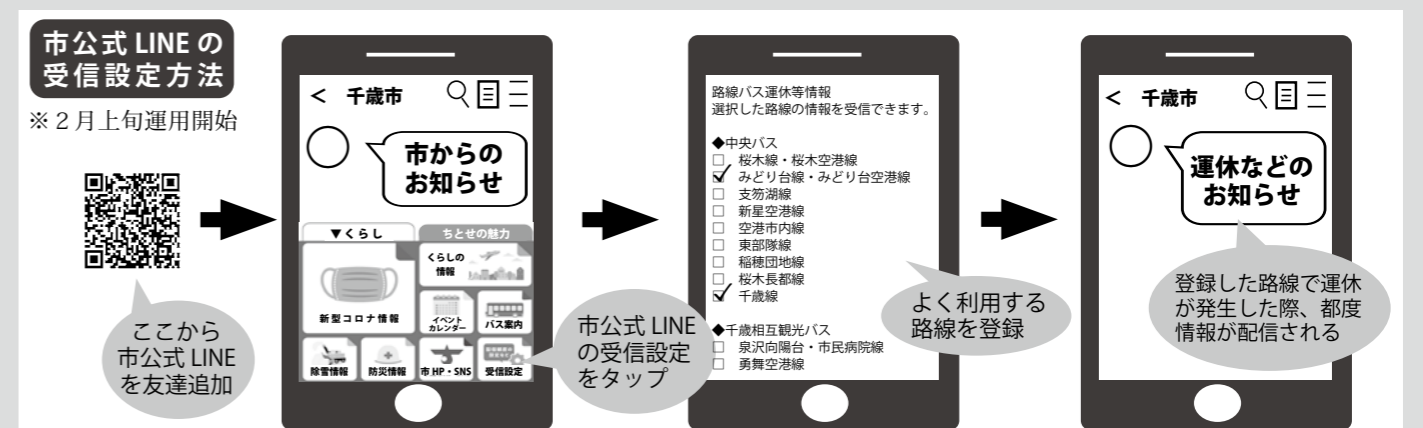 市公式 LINE の
受信設定方法
※２月上旬運用開始
ここから
市公式 LINE
を友達追加
< 千歳市
市からの
お知らせ
▼くらし
ちとせの魅力
新型コロナ情報
くらしの
情報
イベント
カレンダー
バス案内
除雪情報
防災情報
市HP・SNS
受信設定
市公式 LINE
の受信設定
をタップ
路線バス運休等情報
選択した路線の情報を受信できます。
◆中央バス
□ 桜木線・桜木空港線
☑ みどり台線・みどり台空港線
□ 支笏湖線
□ 新星空港線
□ 空港市内線
□ 東部隊線
□ 稲穂団地線
□ 桜木長都線
☑ 千歳線
◆千歳相互観光バス
□ 泉沢向陽台・市民病院線
□ 勇舞空港線
よく利用する
路線を登録
< 千歳市
運休などの
お知らせ
登録した路線で運休
が発生した際、都度
情報が配信される